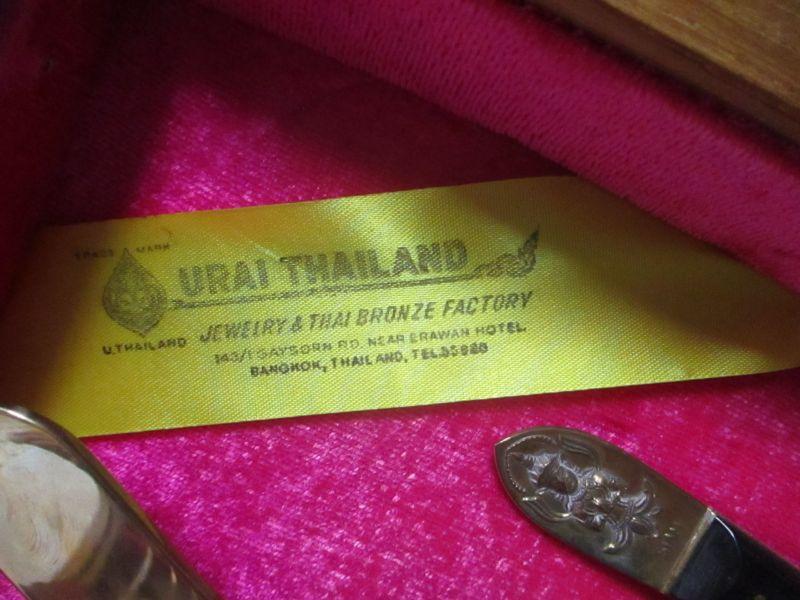 TRADE MARK
URAI THAILAND
JEWELRY & THAI BRONZE FACTORY
U.THAILAND
143/1 GAYSORN RD. NEAR ERAWAN HOTEL.
BANGKOK, THAILAND, TEL.